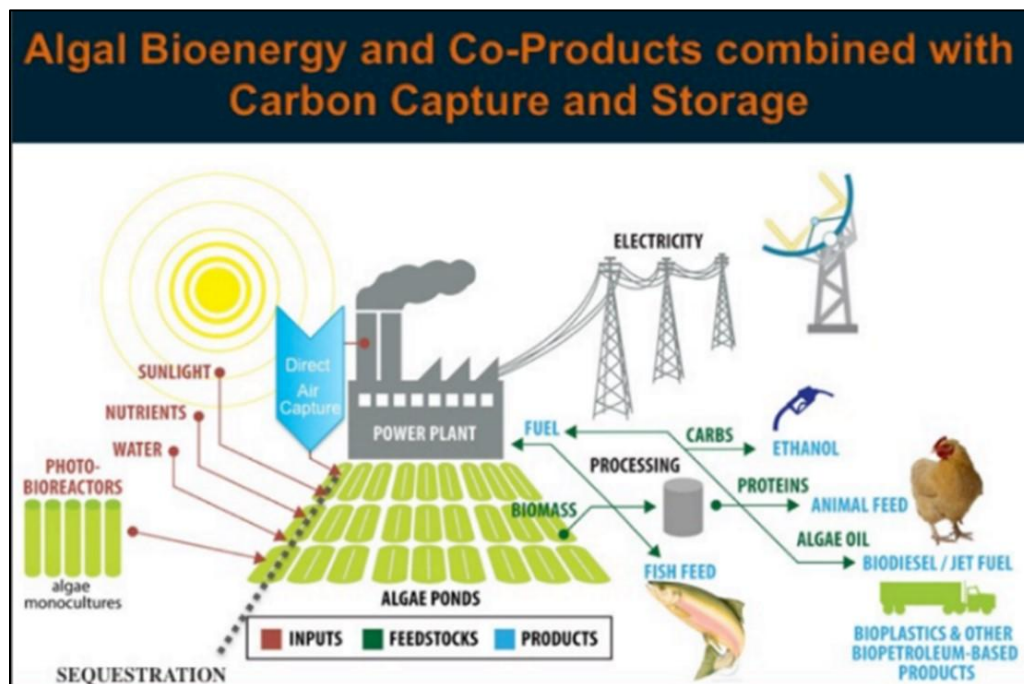 Algal Bioenergy and Co-Products combined with
Carbon Capture and Storage
ELECTRICITY
Direct
Air
Capture
SUNLIGHT
NUTRIENTS
WATER
PHOTO-
BIOREACTORS
algae
monocultures
POWER PLANT
FUEL
CARBS
ETHANOL
PROCESSING
PROTEINS
ANIMAL FEED
BIOMASS
ALGAE OIL
BIODIESEL / JET FUEL
FISH FEED
ALGAE PONDS
BIOPLASTICS & OTHER
BIOPETROLEUM-BASED
PRODUCTS
INPUTS
FEEDSTOCKS
PRODUCTS
SEQUESTRATION